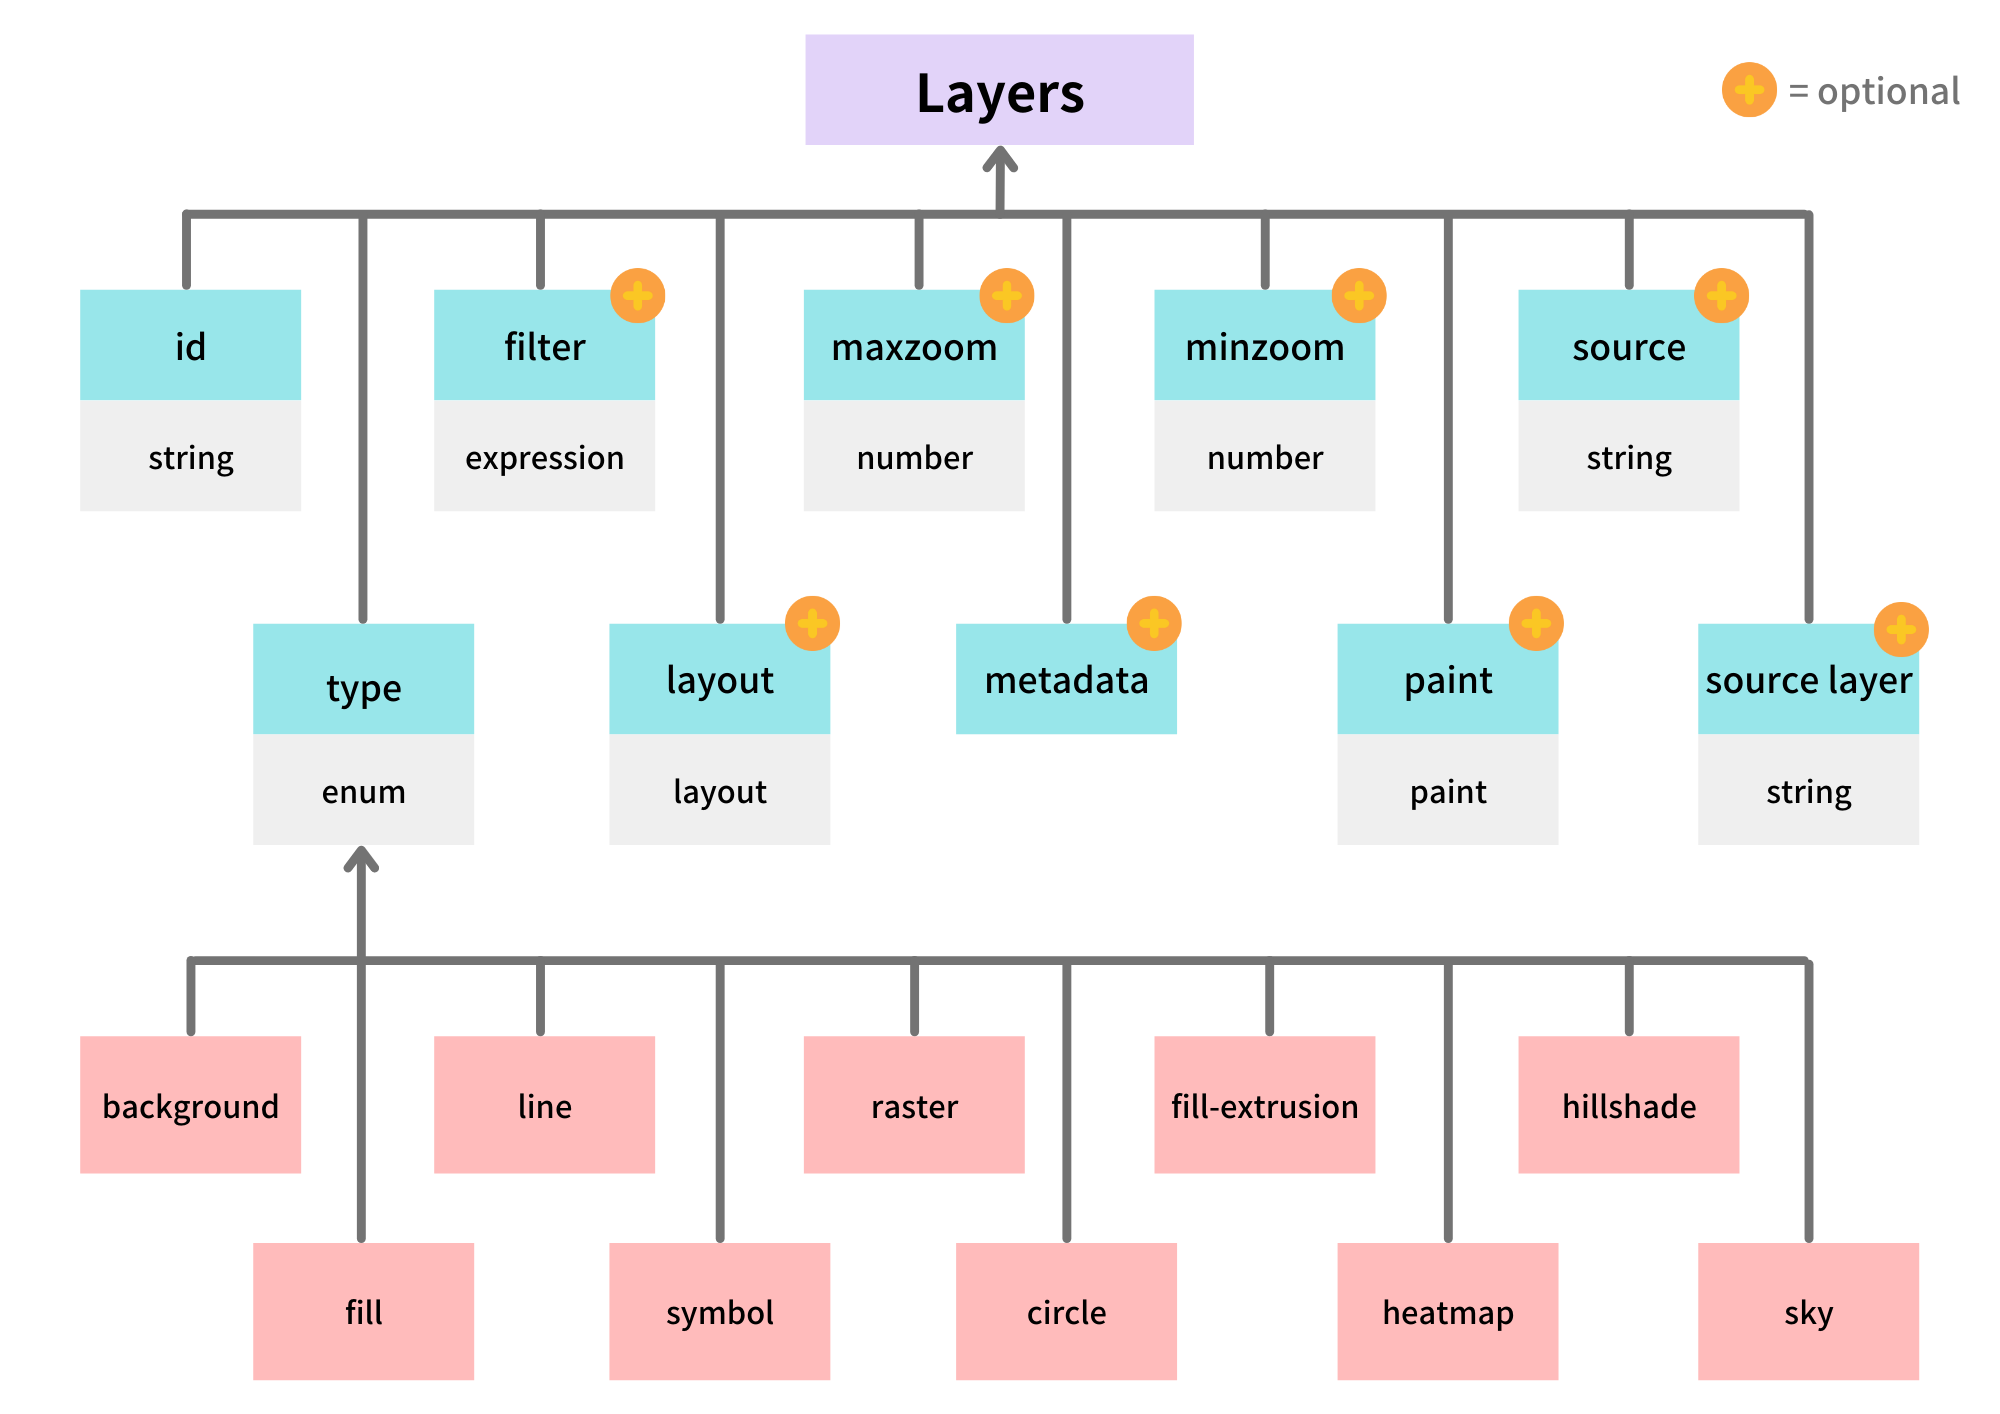 Layers
= optional
id
filter
maxzoom
minzoom
source
string
expression
number
number
string
type
layout
metadata
paint
source layer
enum
layout
paint
string
background
line
raster
fill-extrusion
hillshade
fill
symbol
circle
heatmap
sky